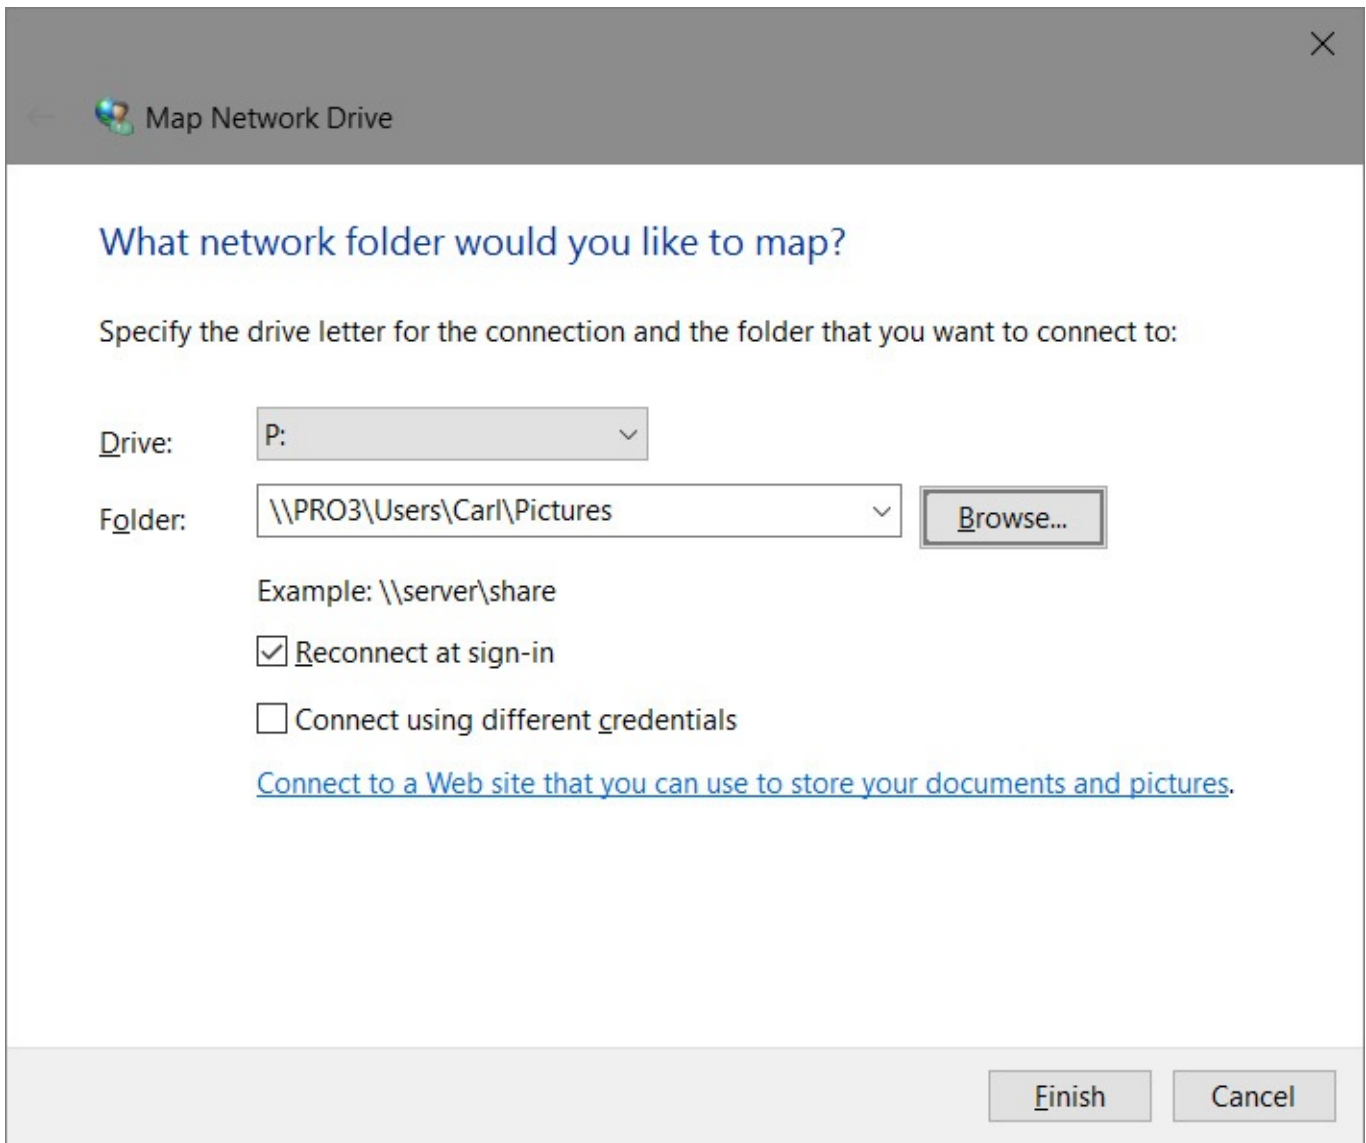 Map Network Drive
What network folder would you like to map?
Specify the drive letter for the connection and the folder that you want to connect to:
Drive: P:
Folder: \\PRO3\Users\Carl\Pictures Browse...
Example: \\server\share
Reconnect at sign-in
Connect using different credentials
Connect to a Web site that you can use to store your documents and pictures.
Finish Cancel